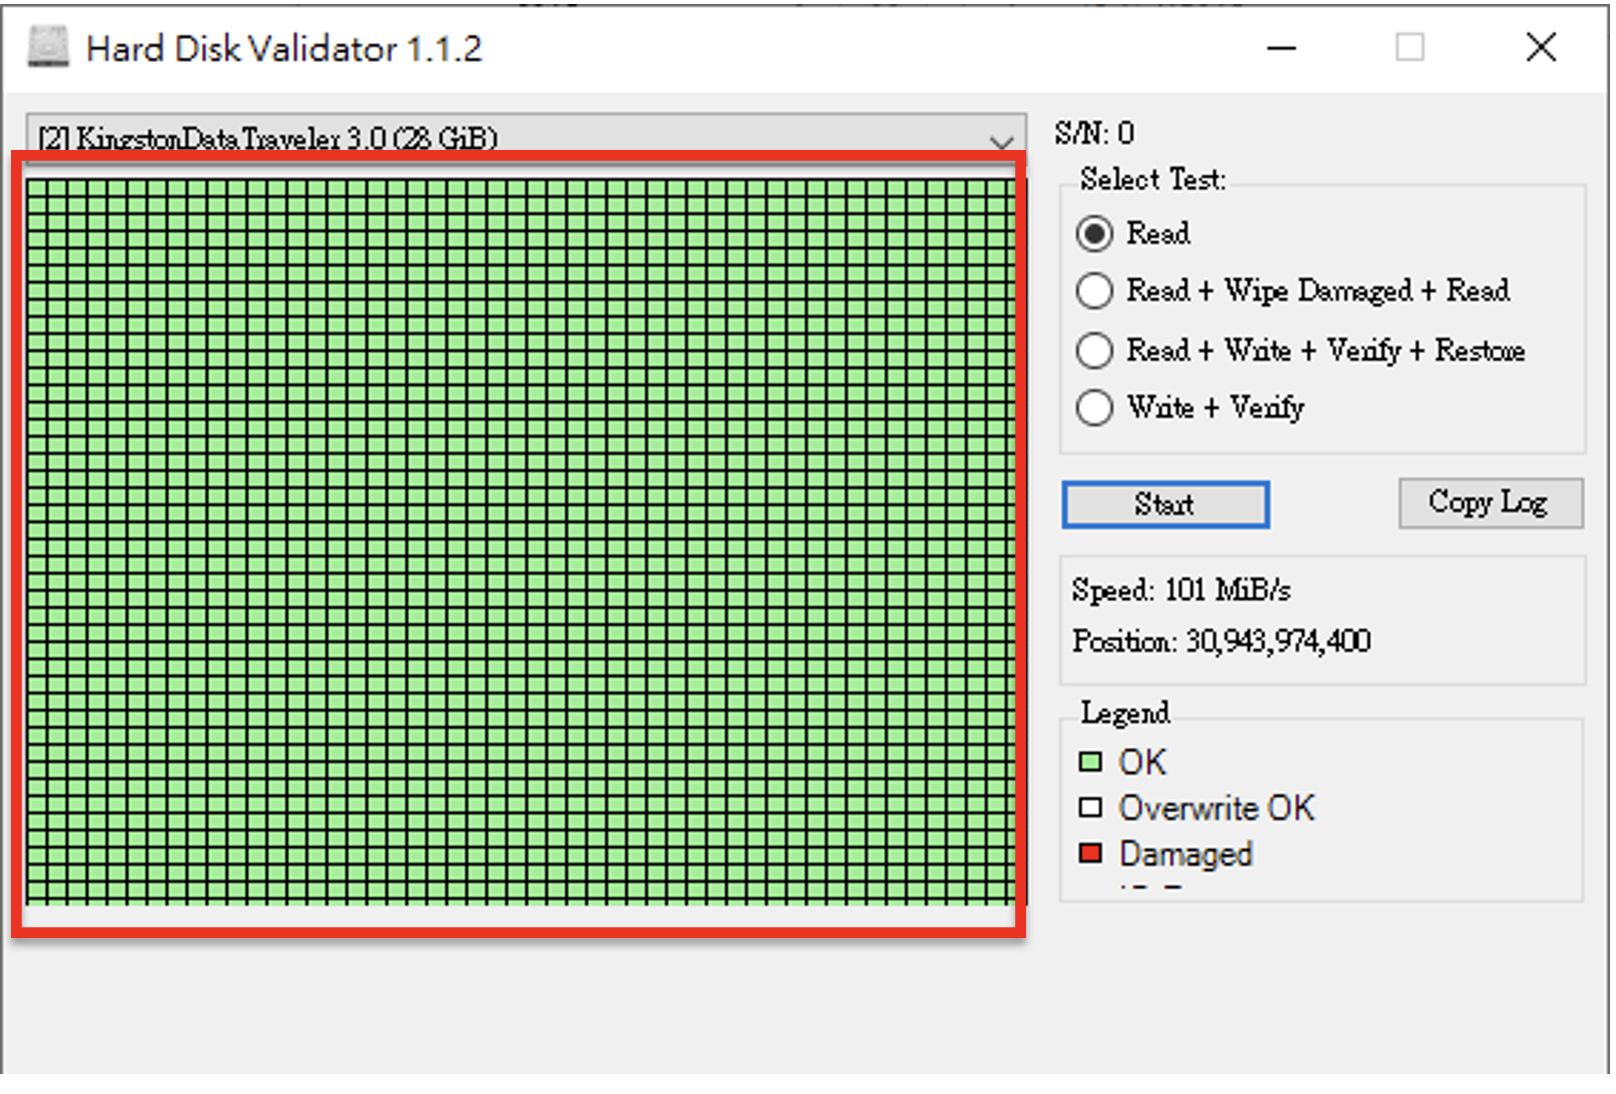 Hard Disk Validator 1.1.2
[2] KingstonDataTraveler 3.0 (28 GiB)
S/N: 0
Select Test:
Read
Read + Wipe Damaged + Read
Read + Write + Verify + Restore
Write + Verify
Start
Copy Log
Speed: 101 MiB/s
Position: 30,943,974,400
Legend
OK
Overwrite OK
Damaged